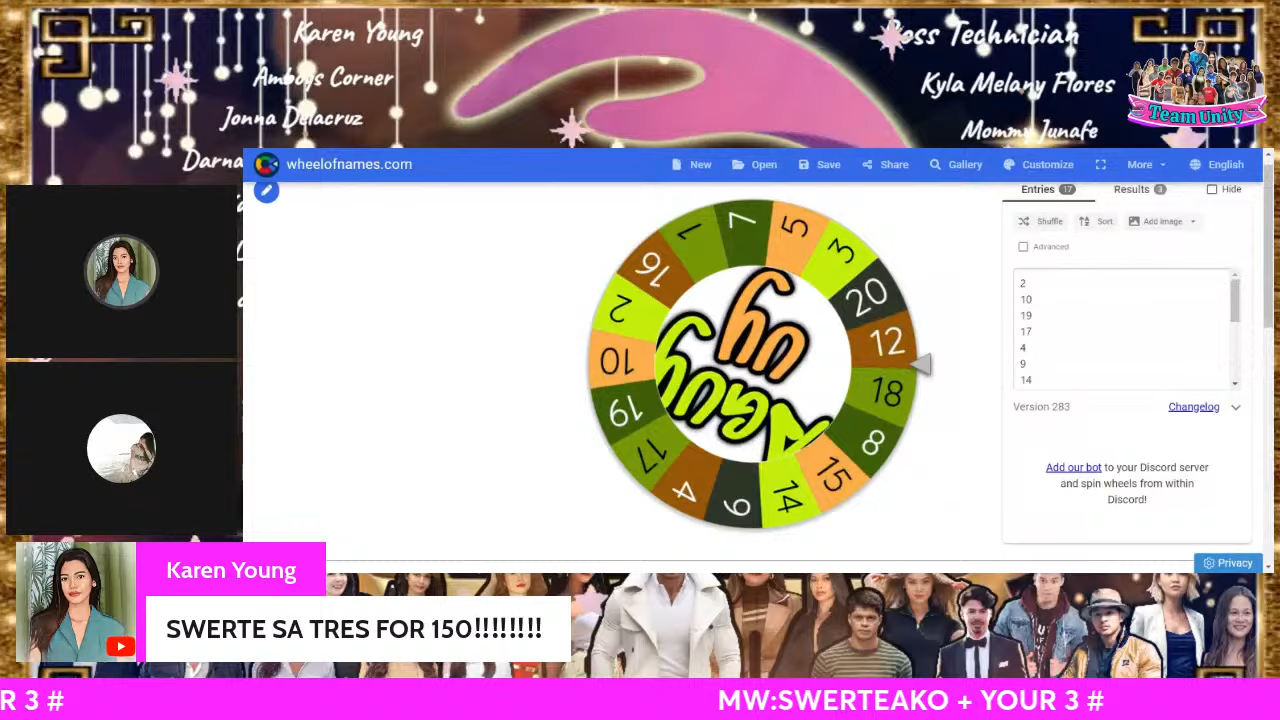 Karen Young
Amboys Corner
Jonna Delacruz
Darna
Boss Technician
Kyla Melany Flores
Mommy Junafe
Team Unity
wheelofnames.com
New
Open
Save
Share
Gallery
Customize
More
English
Entries 17
Results 3
Hide
Shuffle
Sort
Add image
Advanced
2
10
19
17
4
9
14
Version 283
Changelog
Add our bot to your Discord server
and spin wheels from within
Discord!
Privacy
7
5
3
20
12
18
8
15
14
9
4
17
19
10
2
16
1
AGUY
UY
Karen Young
SWERTE SA TRES FOR 150!!!!!!!!
R 3 #
MW:SWERTEAKO + YOUR 3 #